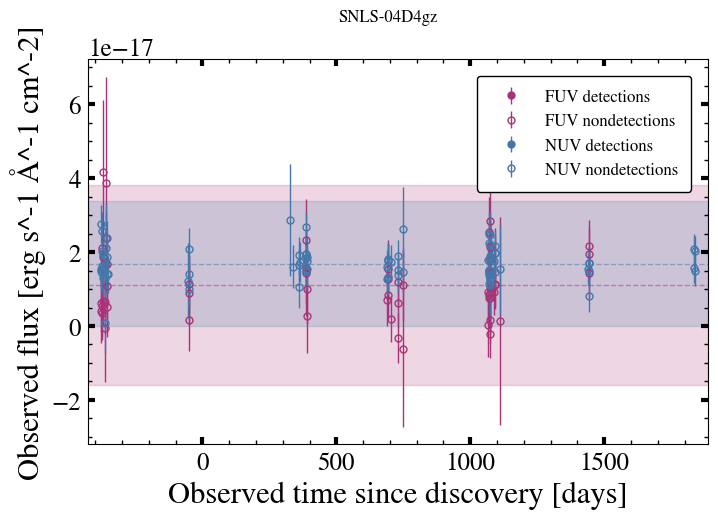 SNLS-04D4gz
1e−17
6
4
2
0
−2
Observed flux [erg s^-1 Å^-1 cm^-2]
FUV detections
FUV nondetections
NUV detections
NUV nondetections
0 500 1000 1500
Observed time since discovery [days]